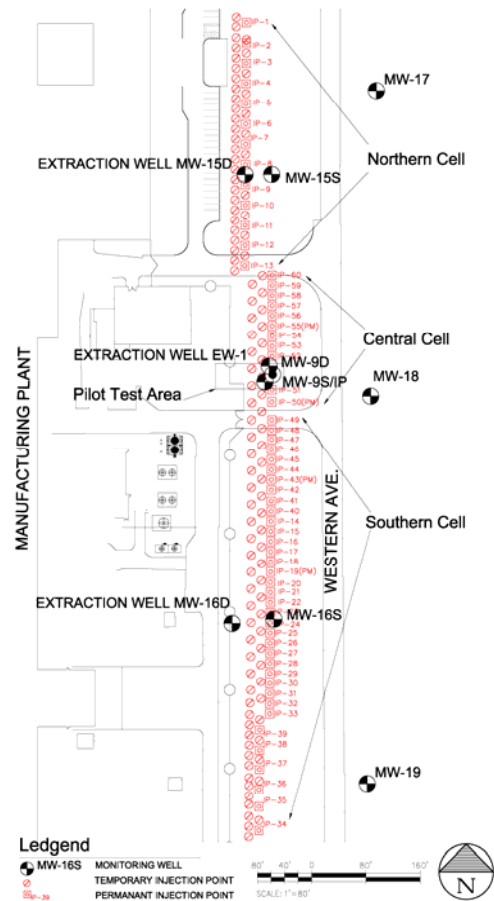 IP-1
IP-2
IP-3
MW-17
IP-4
IP-5
IP-6
IP-7
Northern Cell
EXTRACTION WELL MW-15D
IP-8
MW-15S
IP-9
IP-10
IP-11
IP-12
IP-13
IP-60
IP-59
IP-58
IP-57
IP-56
IP-55(PM)
IP-54
Central Cell
IP-53
EXTRACTION WELL EW-1
MW-9D
MW-9S/IP
MW-18
Pilot Test Area
IP-51
IP-50(PM)
MANUFACTURING PLANT
WESTERN AVE.
IP-49
IP-48
IP-47
IP-46
IP-45
IP-44
IP-43(PM)
IP-42
IP-41
IP-40
IP-14
Southern Cell
IP-15
IP-16
IP-17
IP-18
IP-19(PM)
IP-20
IP-21
IP-22
EXTRACTION WELL MW-16D
MW-16S
IP-24
IP-25
IP-26
IP-27
IP-28
IP-29
IP-30
IP-31
IP-32
IP-33
IP-39
IP-38
IP-37
MW-19
IP-36
IP-35
IP-34
Ledgend
MW-16S MONITORING WELL
TEMPORARY INJECTION POINT
IP-39 PERMANANT INJECTION POINT
80' 40' 0 80' 160'
SCALE: 1"=80'